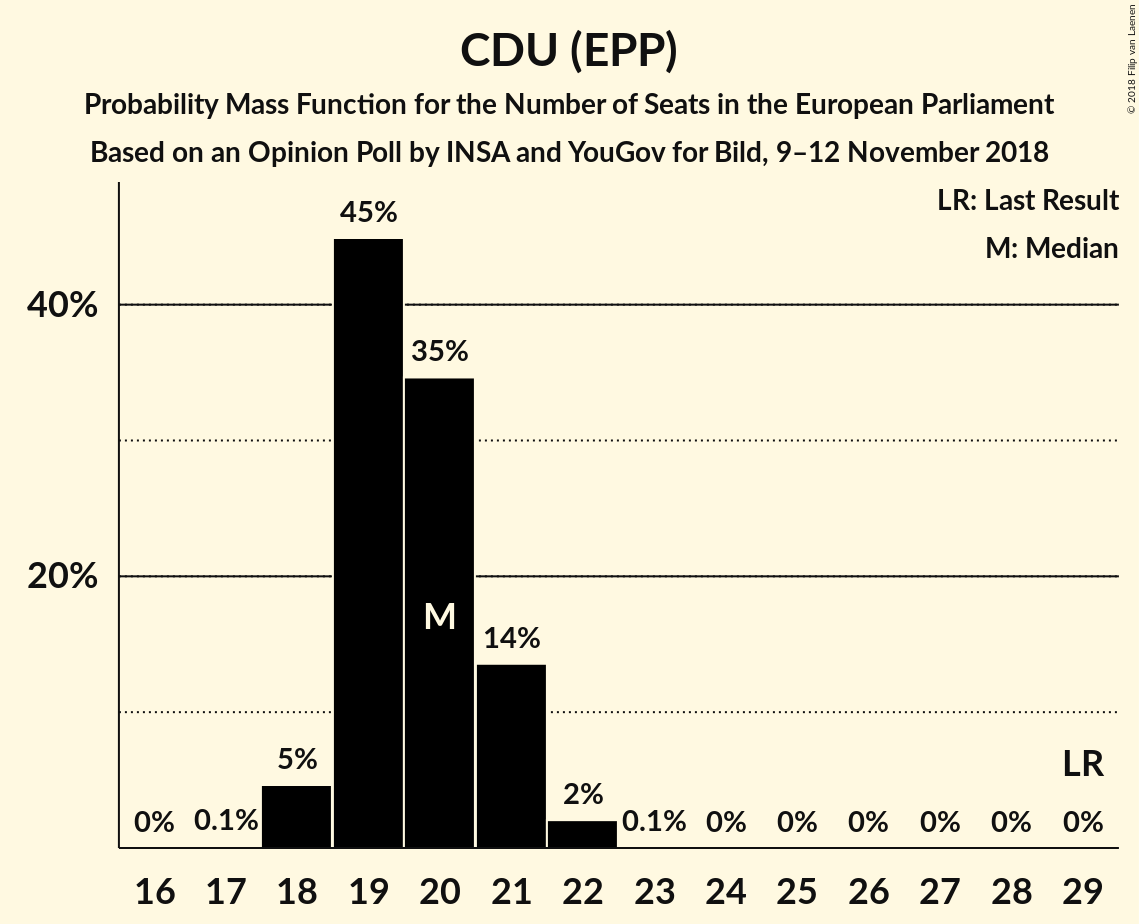 CDU (EPP)
Probability Mass Function for the Number of Seats in the European Parliament
Based on an Opinion Poll by INSA and YouGov for Bild, 9–12 November 2018
© 2018 Filip van Laenen
LR: Last Result
M: Median
45%
40%
35%
20%
M
14%
LR
5%
2%
0% 0.1% 0.1% 0% 0% 0% 0% 0% 0%
16 17 18 19 20 21 22 23 24 25 26 27 28 29